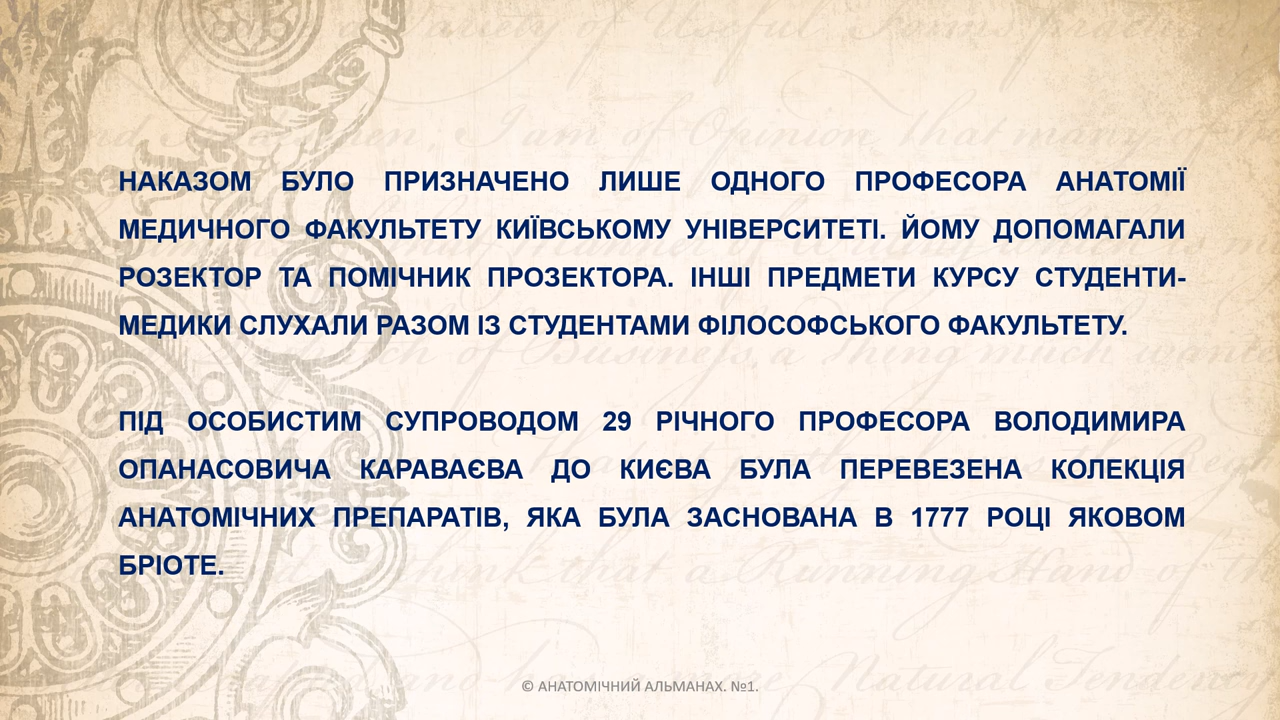 НАКАЗОМ БУЛО ПРИЗНАЧЕНО ЛИШЕ ОДНОГО ПРОФЕСОРА АНАТОМІЇ
МЕДИЧНОГО ФАКУЛЬТЕТУ КИЇВСЬКОМУ УНІВЕРСИТЕТІ. ЙОМУ ДОПОМАГАЛИ
РОЗЕКТОР ТА ПОМІЧНИК ПРОЗЕКТОРА. ІНШІ ПРЕДМЕТИ КУРСУ СТУДЕНТИ-
МЕДИКИ СЛУХАЛИ РАЗОМ ІЗ СТУДЕНТАМИ ФІЛОСОФСЬКОГО ФАКУЛЬТЕТУ.
ПІД ОСОБИСТИМ СУПРОВОДОМ 29 РІЧНОГО ПРОФЕСОРА ВОЛОДИМИРА
ОПАНАСОВИЧА КАРАВАЄВА ДО КИЄВА БУЛА ПЕРЕВЕЗЕНА КОЛЕКЦІЯ
АНАТОМІЧНИХ ПРЕПАРАТІВ, ЯКА БУЛА ЗАСНОВАНА В 1777 РОЦІ ЯКОВОМ
БРІОТЕ.
© АНАТОМІЧНИЙ АЛЬМАНАХ. №1.